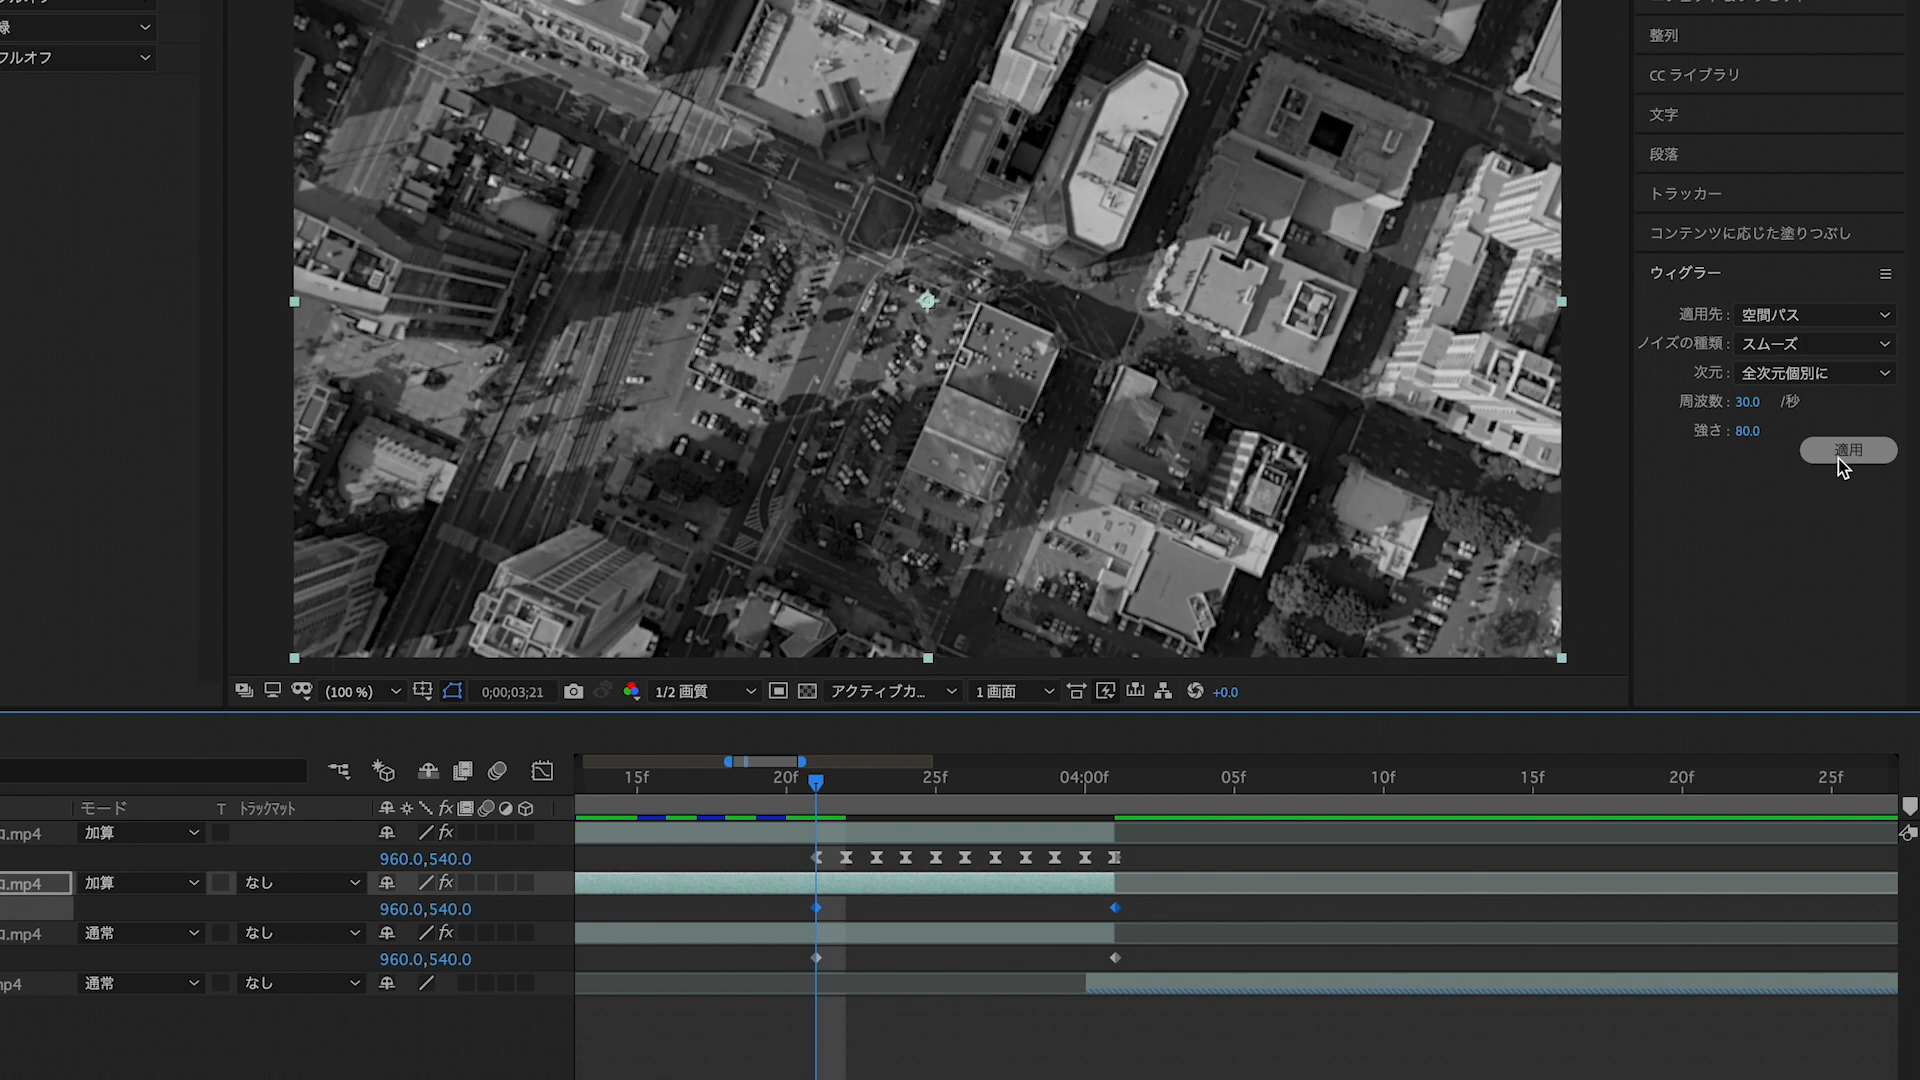 録
フルオフ
整列
CC ライブラリ
文字
段落
トラッカー
コンテンツに応じた塗りつぶし
ウィグラー
適用先 : 空間パス
ノイズの種類 : スムーズ
次元 : 全次元個別に
周波数 : 30.0 /秒
強さ : 80.0
適用
(100 %) 0;00;03;21 1/2 画質 アクティブカ... 1 画面 +0.0
15f 20f 25f 04:00f 05f 10f 15f 20f 25f
モード T トラックマット fx
.mp4 加算 fx
960.0,540.0
.mp4 加算 なし fx
960.0,540.0
.mp4 通常 なし fx
960.0,540.0
mp4 通常 なし